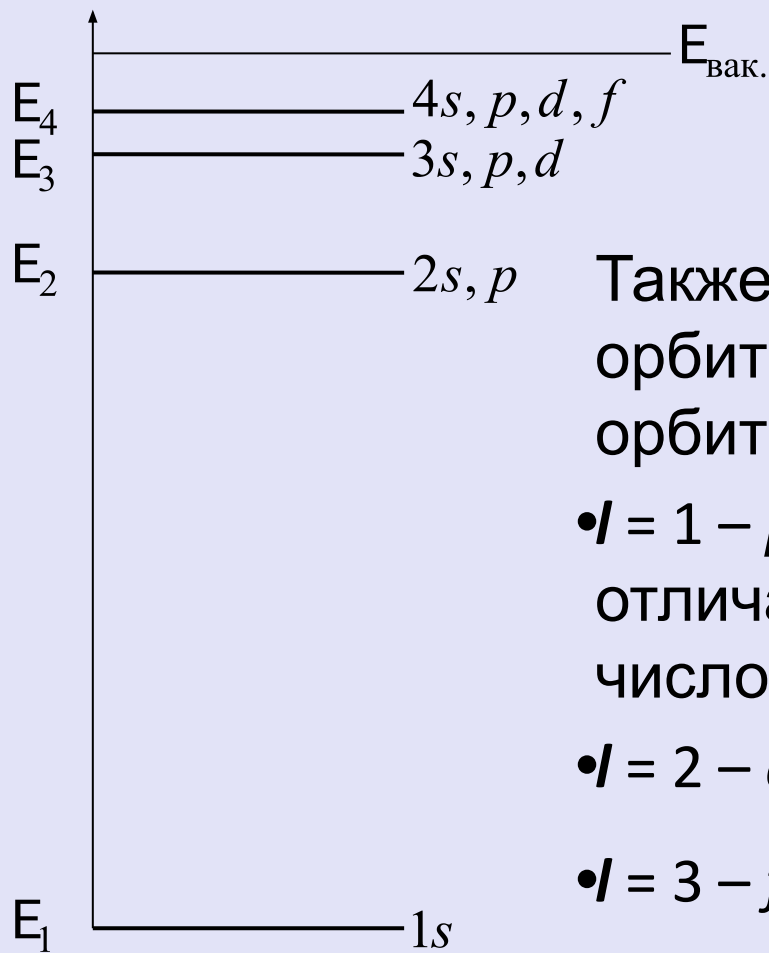 Eвак.
E4 4s, p, d, f
E3 3s, p, d
E2 2s, p
Также
орбит
орбит
•l = 1 –
отлича
число
•l = 2 –
•l = 3 –
E1 1s